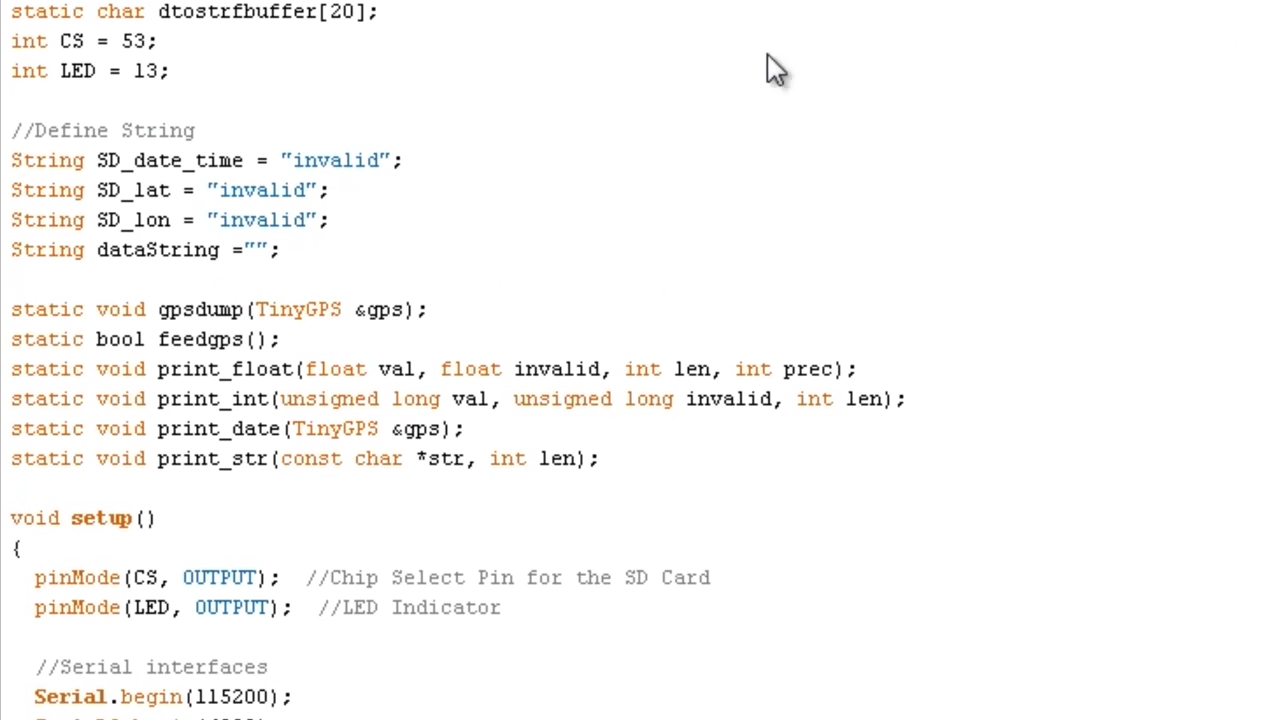 static char dtostrfbuffer[20];
int CS = 53;
int LED = 13;
//Define String
String SD_date_time = "invalid";
String SD_lat = "invalid";
String SD_lon = "invalid";
String dataString ="";
static void gpsdump(TinyGPS &gps);
static bool feedgps();
static void print_float(float val, float invalid, int len, int prec);
static void print_int(unsigned long val, unsigned long invalid, int len);
static void print_date(TinyGPS &gps);
static void print_str(const char *str, int len);
void setup()
{
pinMode(CS, OUTPUT);  //Chip Select Pin for the SD Card
pinMode(LED, OUTPUT);  //LED Indicator
//Serial interfaces
Serial.begin(115200);